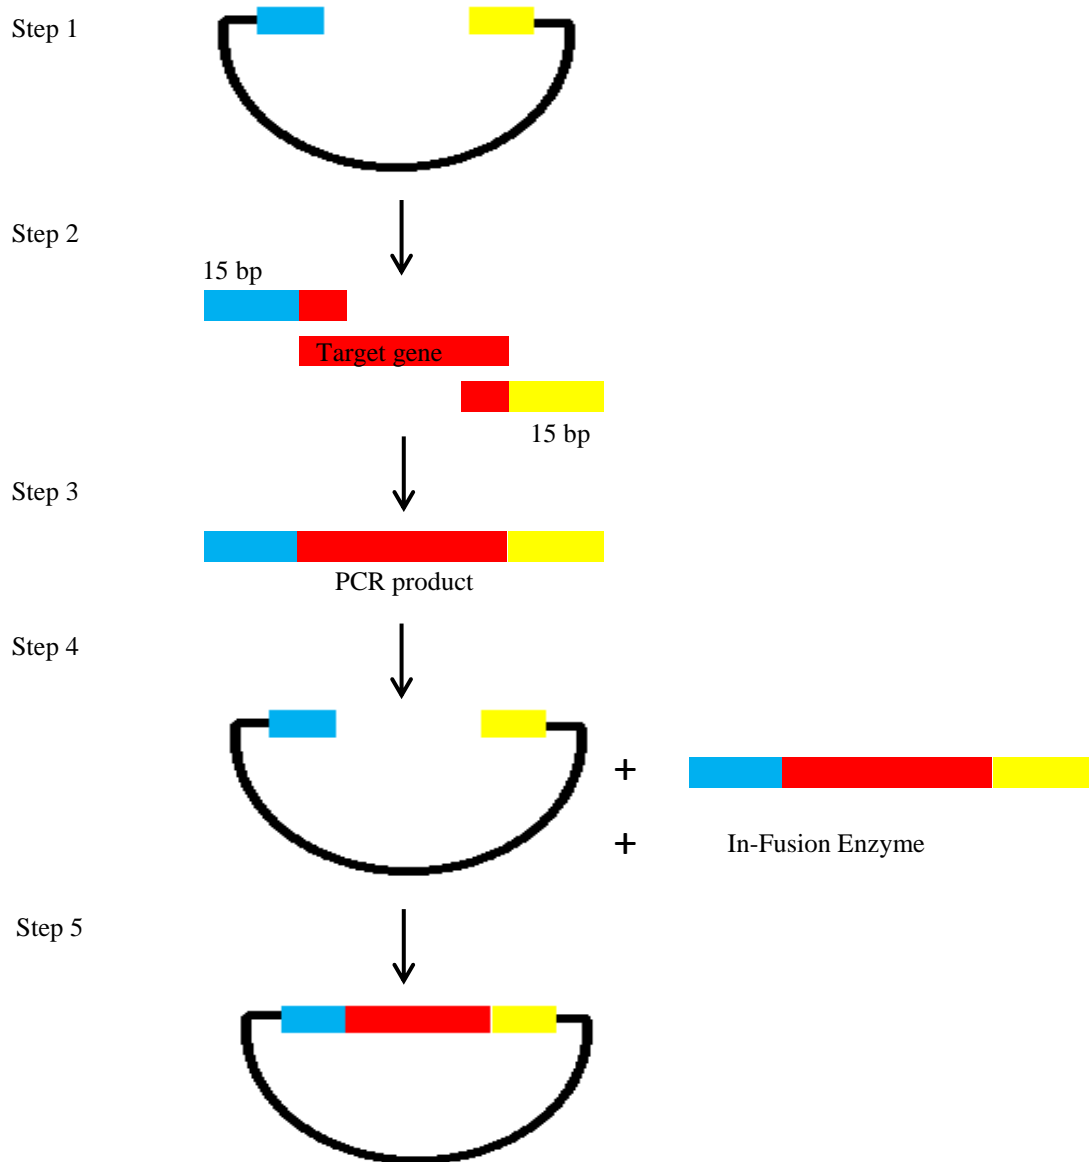 Step 1
Step 2
15 bp
Target gene
15 bp
Step 3
PCR product
Step 4
+
+ In-Fusion Enzyme
Step 5